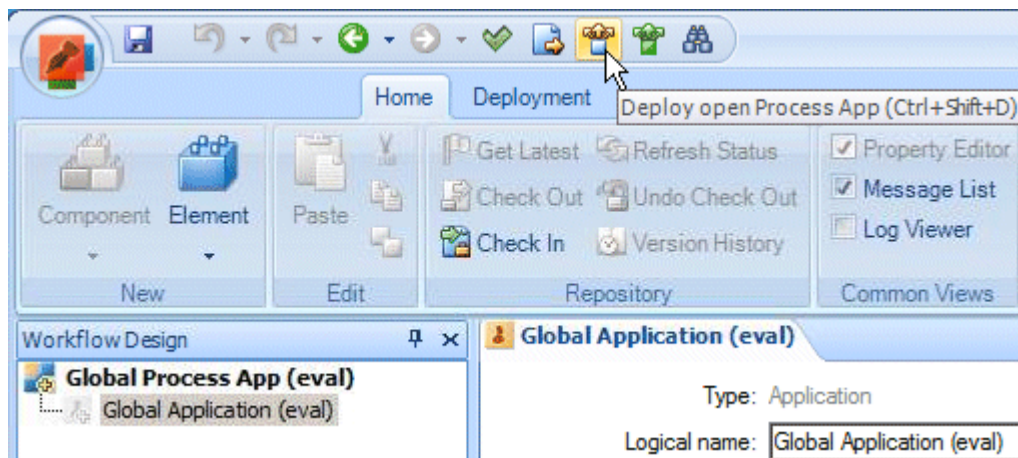 Home Deployment
Deploy open Process App (Ctrl+Shift+D)
Component Element
New
Paste
Edit
Get Latest Refresh Status
Check Out Undo Check Out
Check In Version History
Repository
Property Editor
Message List
Log Viewer
Common Views
Workflow Design
Global Process App (eval)
Global Application (eval)
Global Application (eval)
Type: Application
Logical name: Global Application (eval)